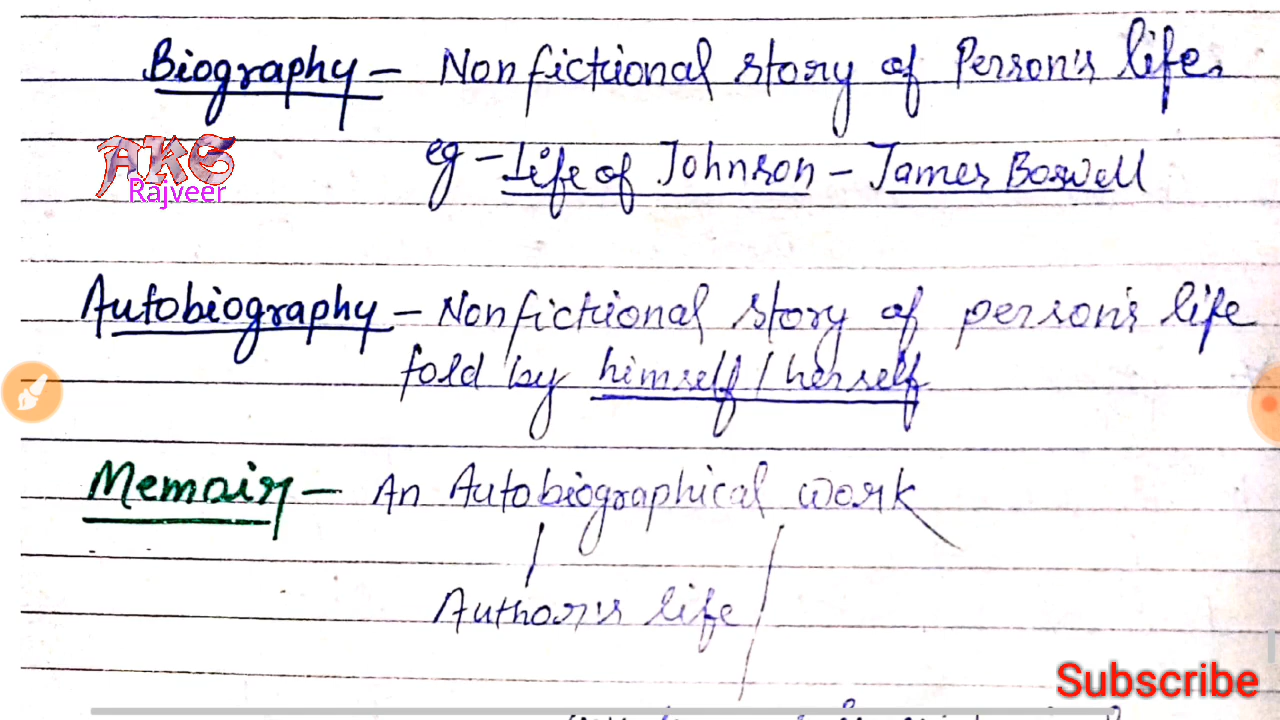 Biography - Nonfictional story of Person's life.
AKG
Rajveer
eg - Life of Johnson - James Boswell
Autobiography - Nonfictional story of person's life
told by himself / herself
Memoir - An Autobiographical work
Author's life
Subscribe